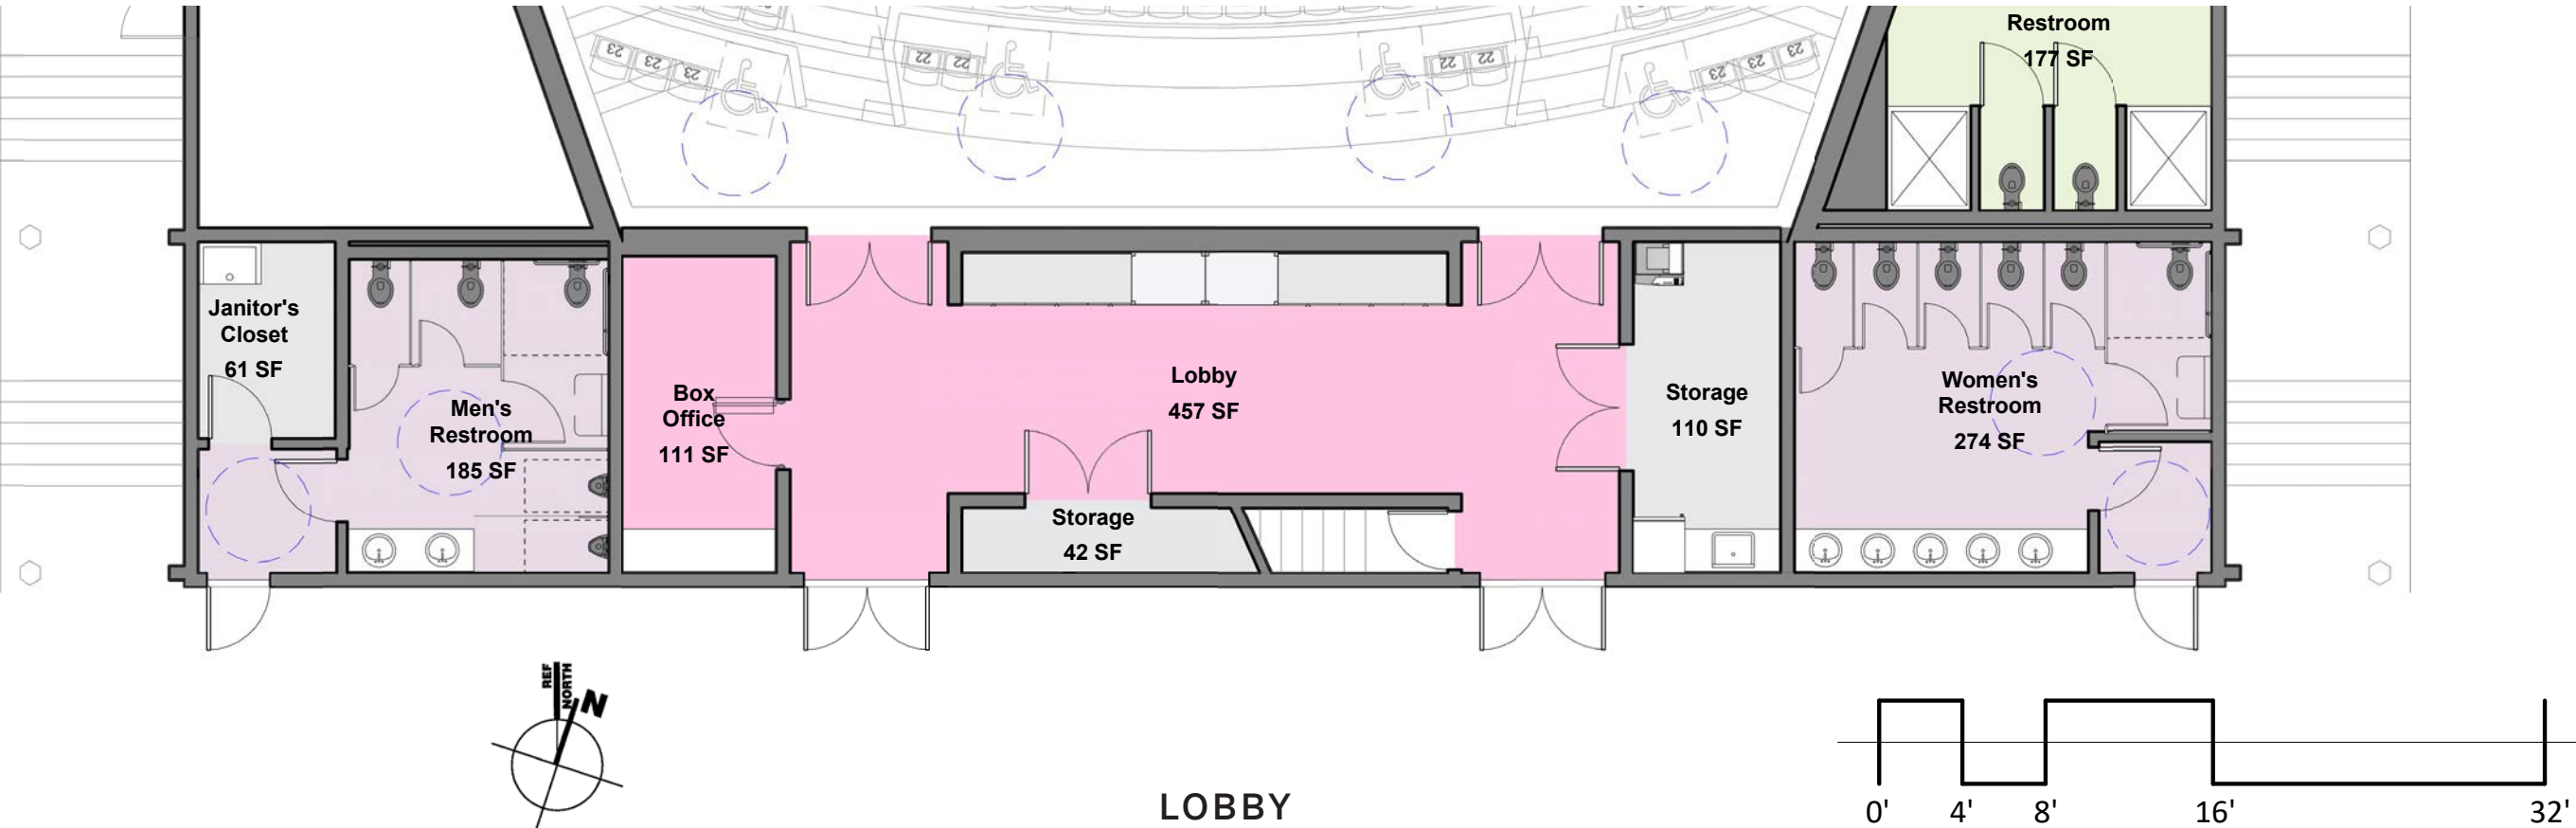 23
23
23
22
22
22
22
23
23
23
Restroom
177 SF
Janitor's
Closet
61 SF
Men's
Restroom
185 SF
Box
Office
111 SF
Lobby
457 SF
Storage
42 SF
Storage
110 SF
Women's
Restroom
274 SF
REF
NORTH
N
LOBBY
0' 4' 8' 16' 32'